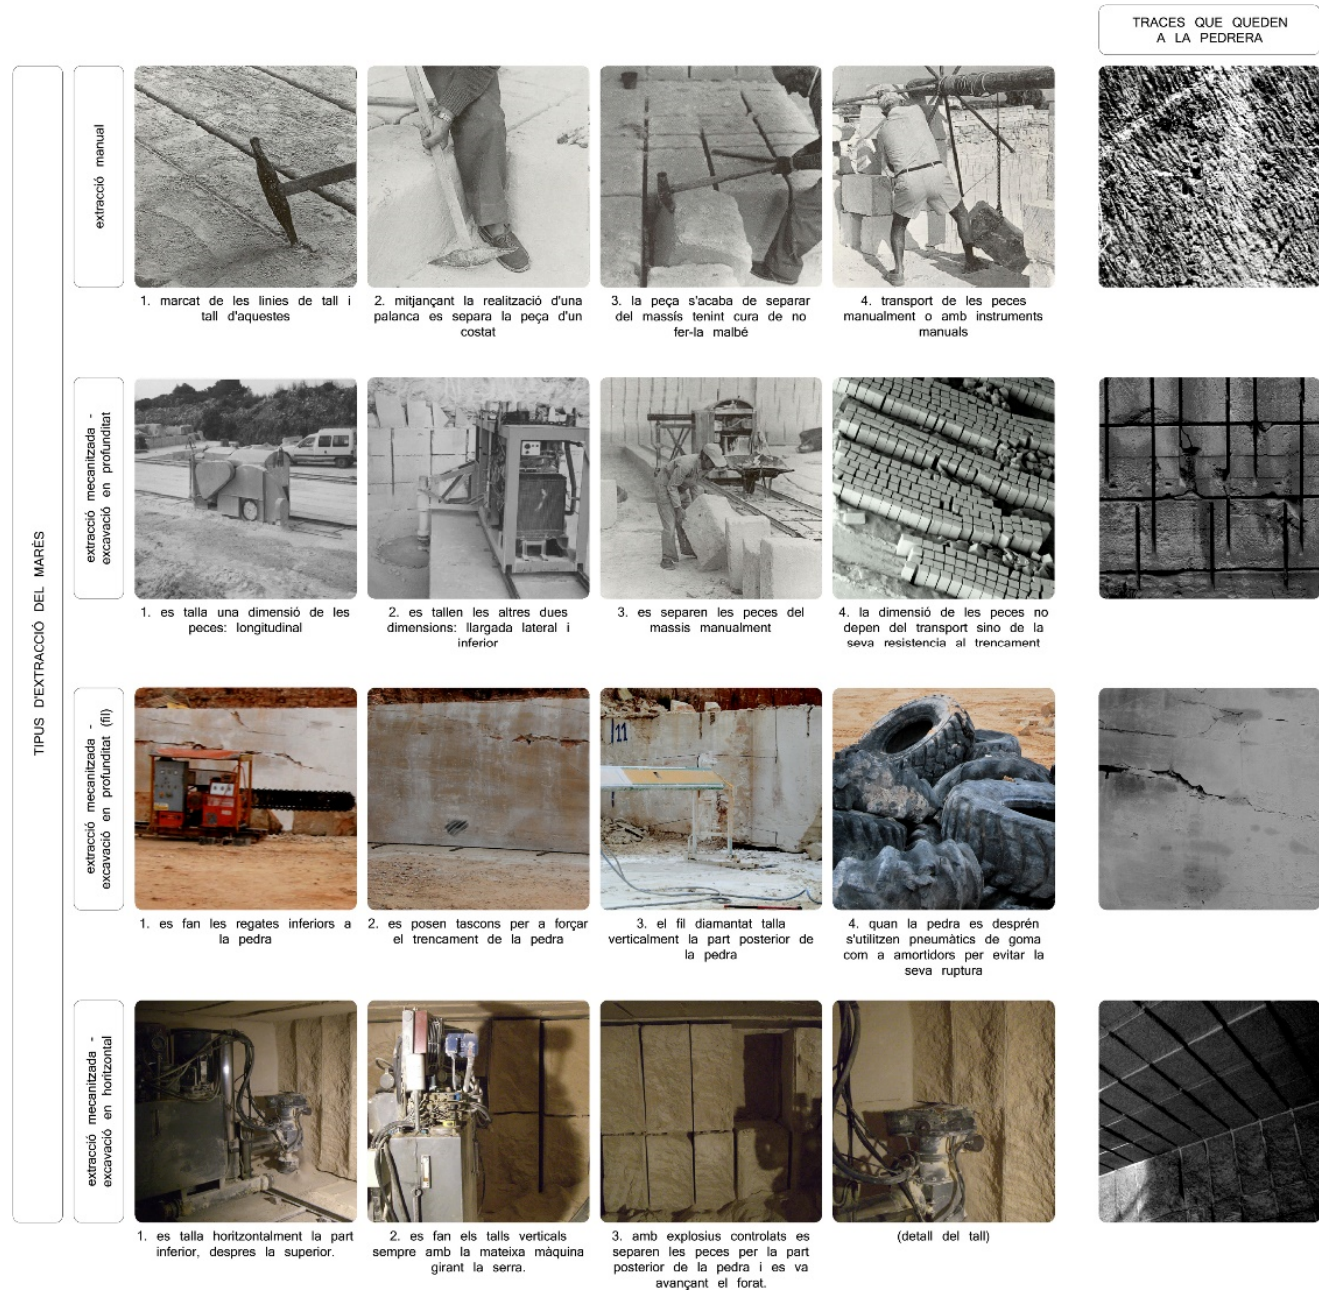 TRACES QUE QUEDEN
A LA PEDRERA
TIPUS D'EXTRACCIÓ DEL MARÈS
extracció manual
1. marcat de les linies de tall i
tall d'aquestes
2. mitjançant la realització d'una
palanca es separa la peça d'un
costat
3. la peça s'acaba de separar
del massís tenint cura de no
fer-la malbé
4. transport de les peces
manualment o amb instruments
manuals
extracció mecanitzada -
excavació en profunditat
1. es talla una dimensió de les
peces: longitudinal
2. es tallen les altres dues
dimensions: llargada lateral i
inferior
3. es separen les peces del
massis manualment
4. la dimensió de les peces no
depen del transport sino de la
seva resistencia al trencament
extracció mecanitzada -
excavació en profunditat (fil)
1. es fan les regates inferiors a
la pedra
2. es posen tascons per a forçar
el trencament de la pedra
11
3. el fil diamantat talla
verticalment la part posterior de
la pedra
4. quan la pedra es desprén
s'utilitzen pneumàtics de goma
com a amortidors per evitar la
seva ruptura
extracció mecanitzada -
excavació en horitzontal
1. es talla horitzontalment la part
inferior, despres la superior.
2. es fan els talls verticals
sempre amb la mateixa màquina
girant la serra.
3. amb explosius controlats es
separen les peces per la part
posterior de la pedra i es va
avançant el forat.
(detall del tall)